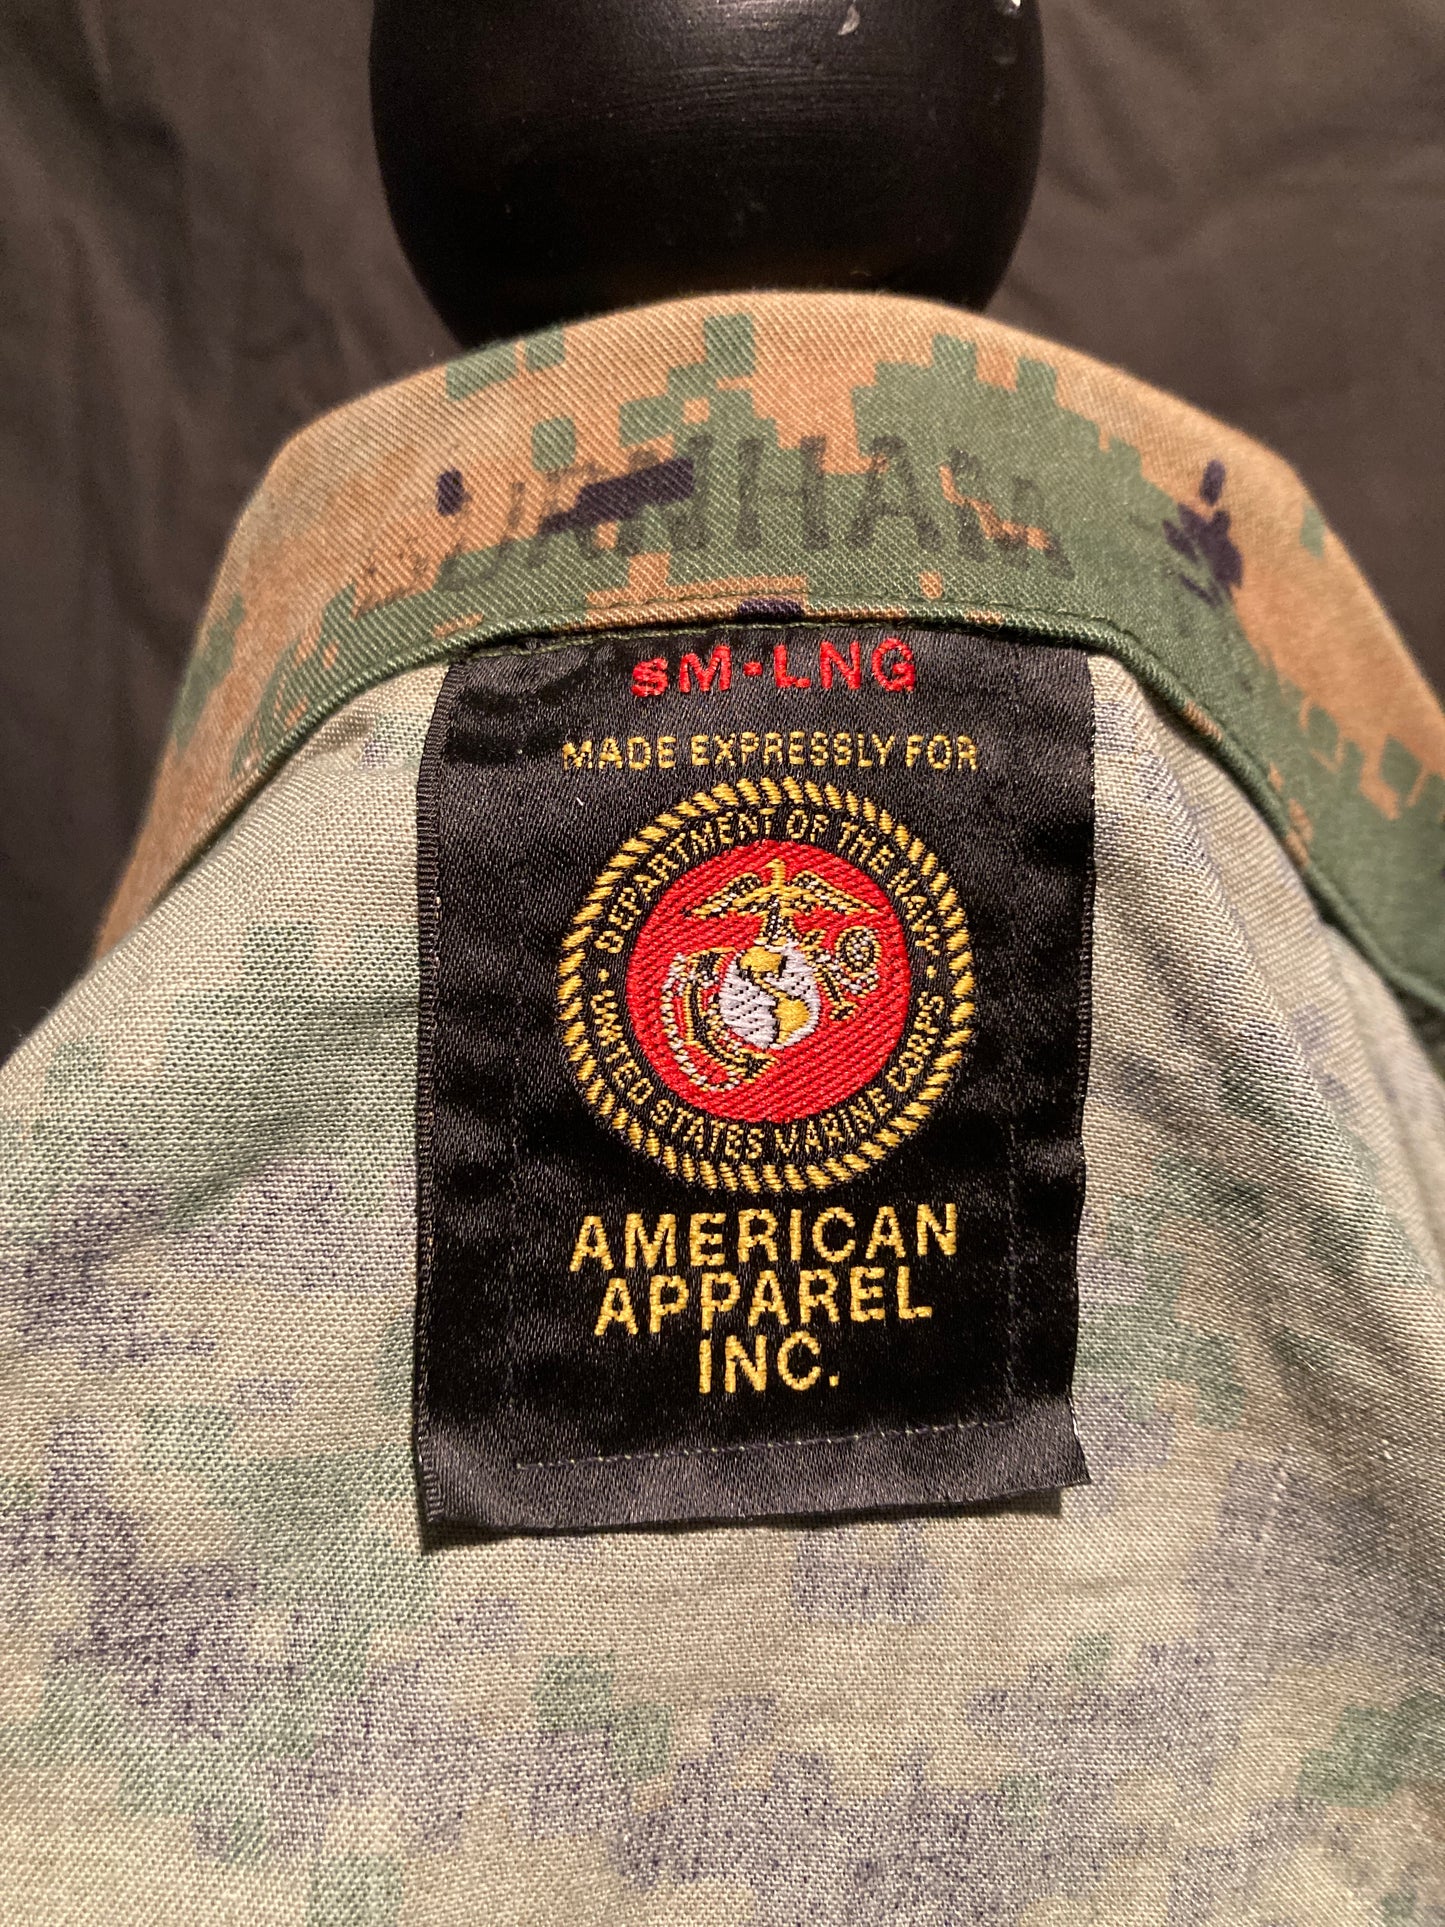 SM·LNG
MADE EXPRESSLY FOR
DEPARTMENT OF THE NAVY
·UNITED STATES MARINE CORPS·
AMERICAN
APPAREL
INC.